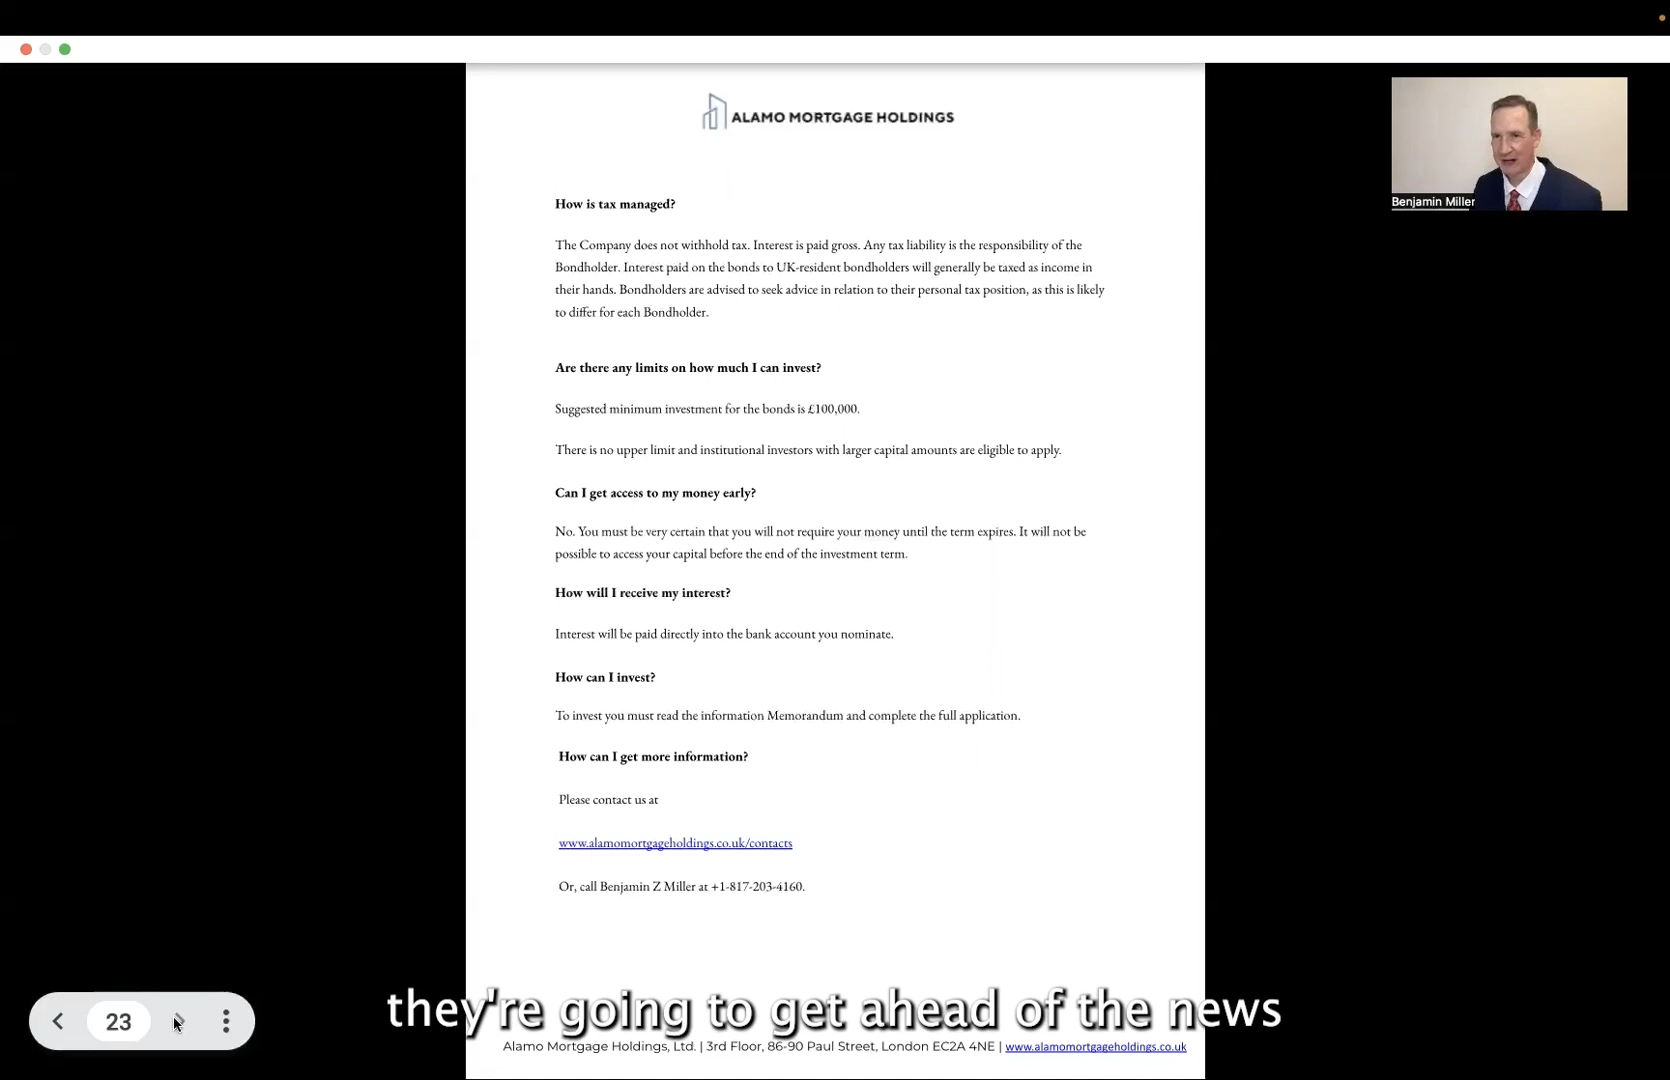 ALAMO MORTGAGE HOLDINGS
How is tax managed?
The Company does not withhold tax. Interest is paid gross. Any tax liability is the responsibility of the
Bondholder. Interest paid on the bonds to UK-resident bondholders will generally be taxed as income in
their hands. Bondholders are advised to seek advice in relation to their personal tax position, as this is likely
to differ for each Bondholder.
Are there any limits on how much I can invest?
Suggested minimum investment for the bonds is £100,000.
There is no upper limit and institutional investors with larger capital amounts are eligible to apply.
Can I get access to my money early?
No. You must be very certain that you will not require your money until the term expires. It will not be
possible to access your capital before the end of the investment term.
How will I receive my interest?
Interest will be paid directly into the bank account you nominate.
How can I invest?
To invest you must read the information Memorandum and complete the full application.
How can I get more information?
Please contact us at
www.alamomortgageholdings.co.uk/contacts
Or, call Benjamin Z Miller at +1-817-203-4160.
Benjamin Miller
23
they're going to get ahead of the news
Alamo Mortgage Holdings, Ltd. | 3rd Floor, 86-90 Paul Street, London EC2A 4NE | www.alamomortgageholdings.co.uk